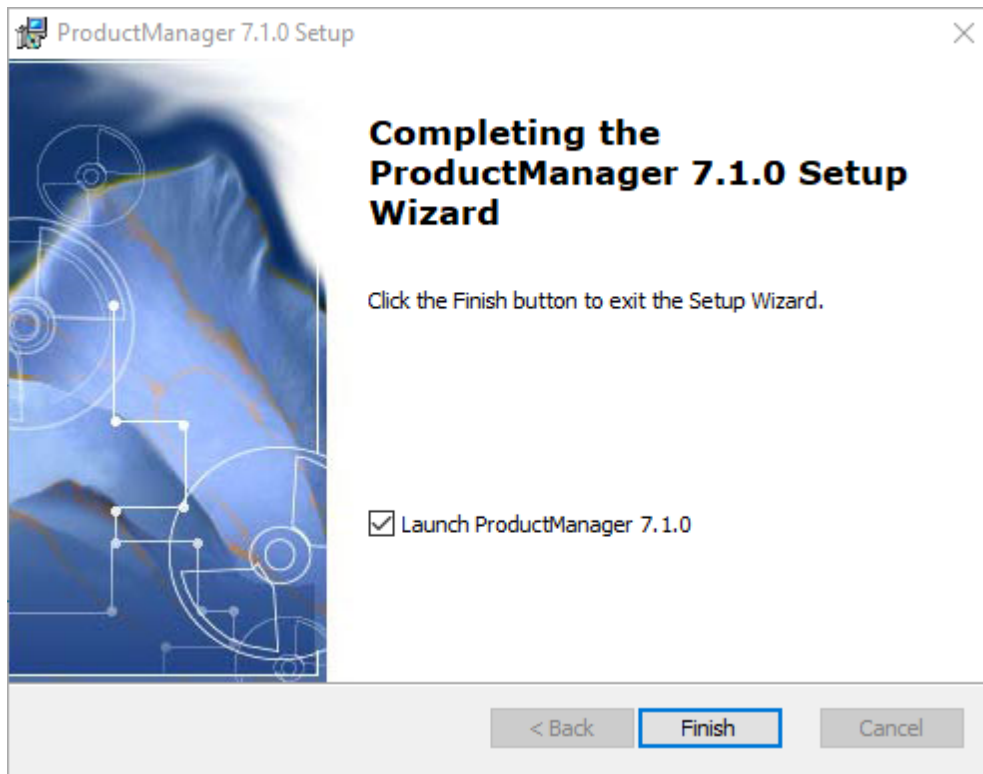 ProductManager 7.1.0 Setup
Completing the
ProductManager 7.1.0 Setup
Wizard
Click the Finish button to exit the Setup Wizard.
Launch ProductManager 7.1.0
< Back
Finish
Cancel